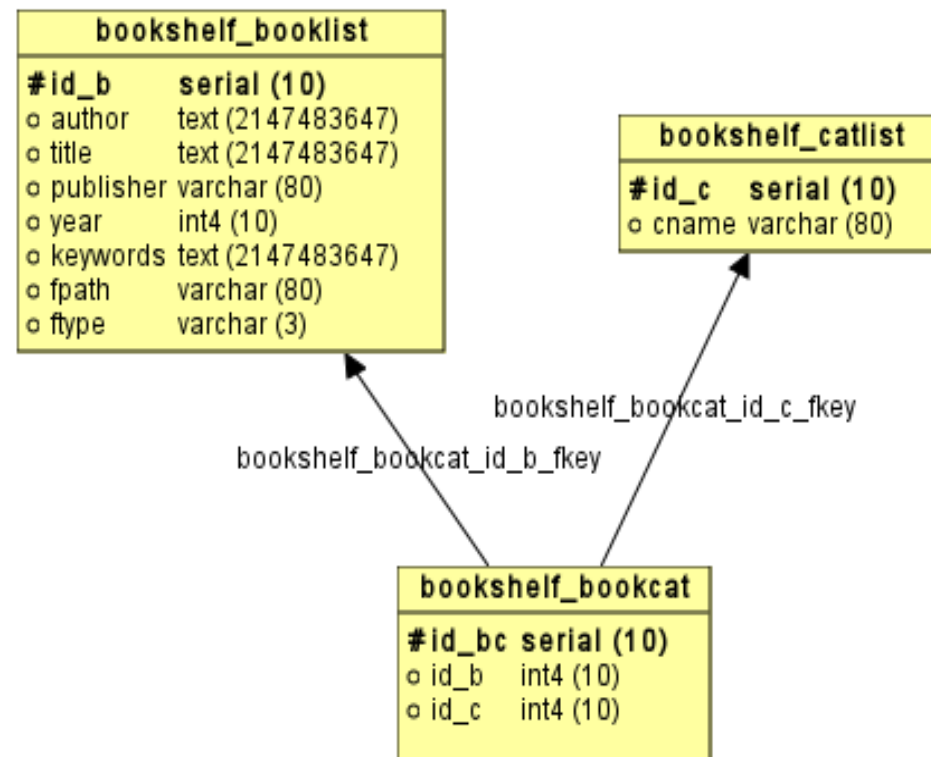 bookshelf_booklist
#id_b serial (10)
o author text (2147483647)
o title text (2147483647)
o publisher varchar (80)
o year int4 (10)
o keywords text (2147483647)
o fpath varchar (80)
o ftype varchar (3)
bookshelf_catlist
#id_c serial (10)
o cname varchar (80)
bookshelf_bookcat_id_c_fkey
bookshelf_bookcat_id_b_fkey
bookshelf_bookcat
#id_bc serial (10)
o id_b int4 (10)
o id_c int4 (10)